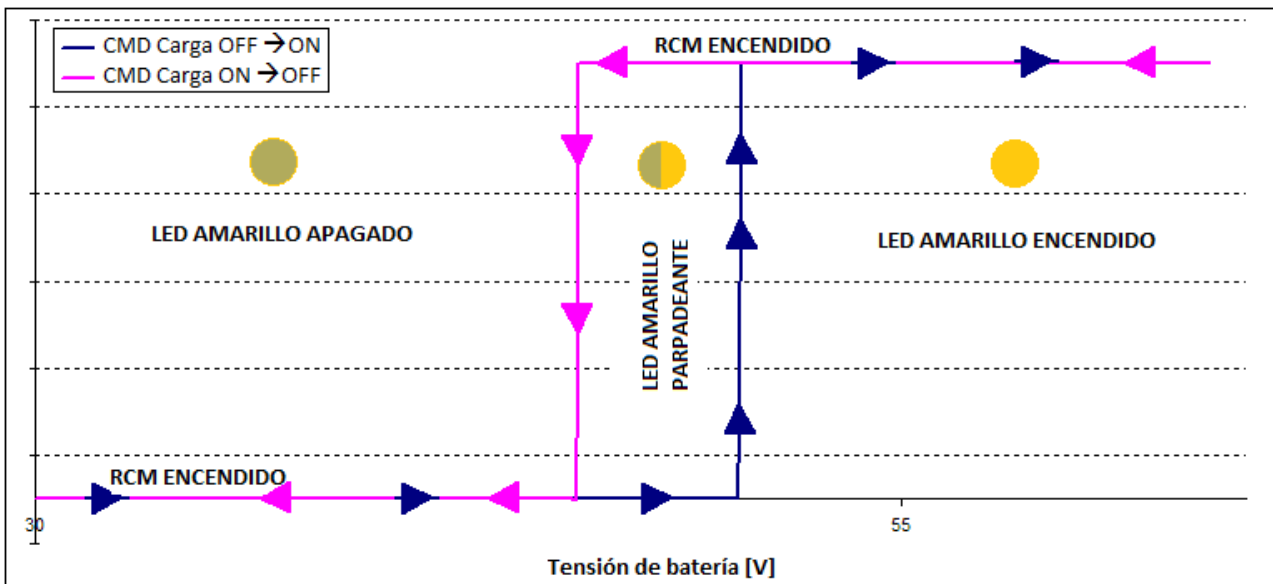 CMD Carga OFF →ON
CMD Carga ON →OFF
RCM ENCENDIDO
LED AMARILLO APAGADO
LED AMARILLO
PARPADEANTE
LED AMARILLO ENCENDIDO
RCM ENCENDIDO
30
55
Tensión de batería [V]